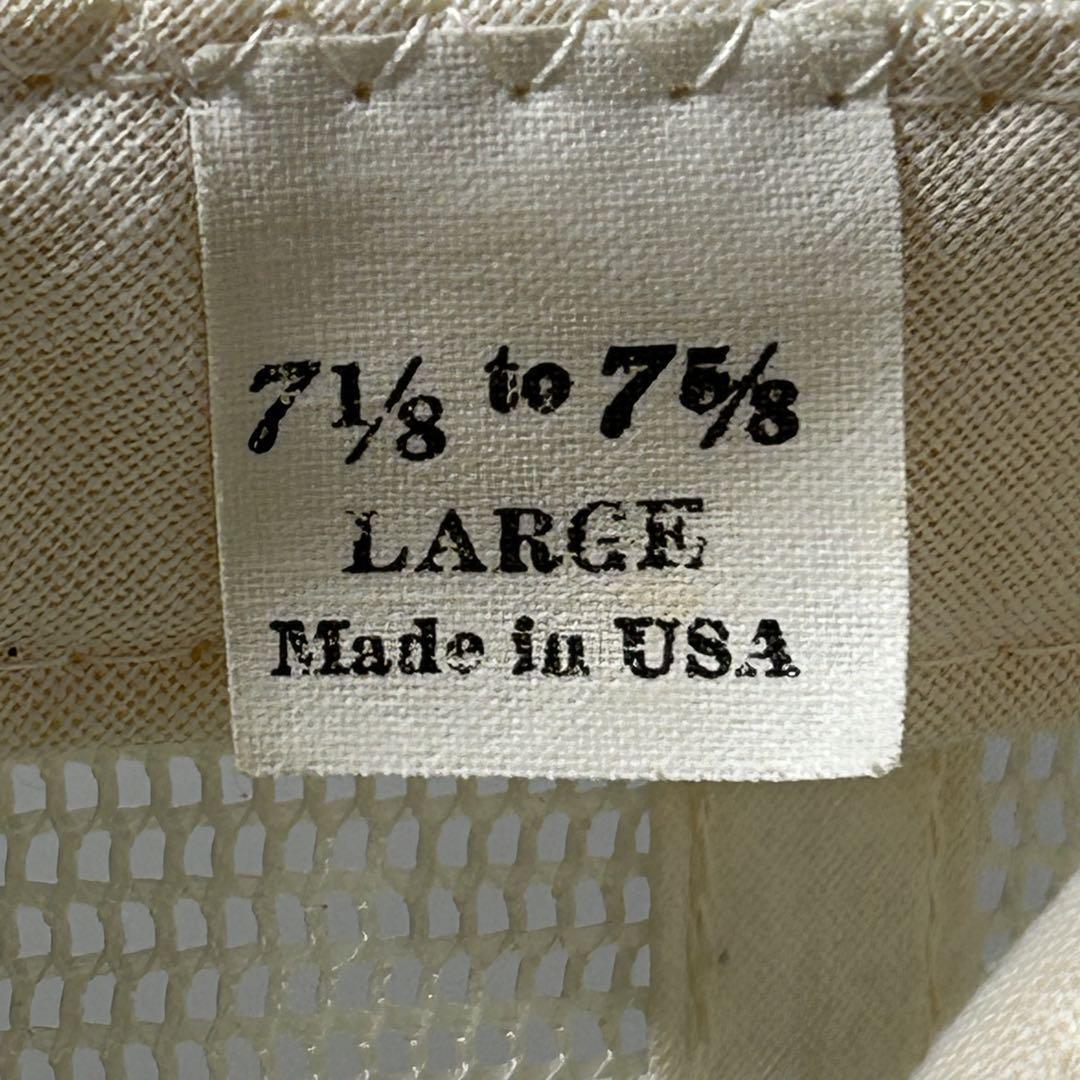 7⅛ to 7⅝
LARGE
Made in USA